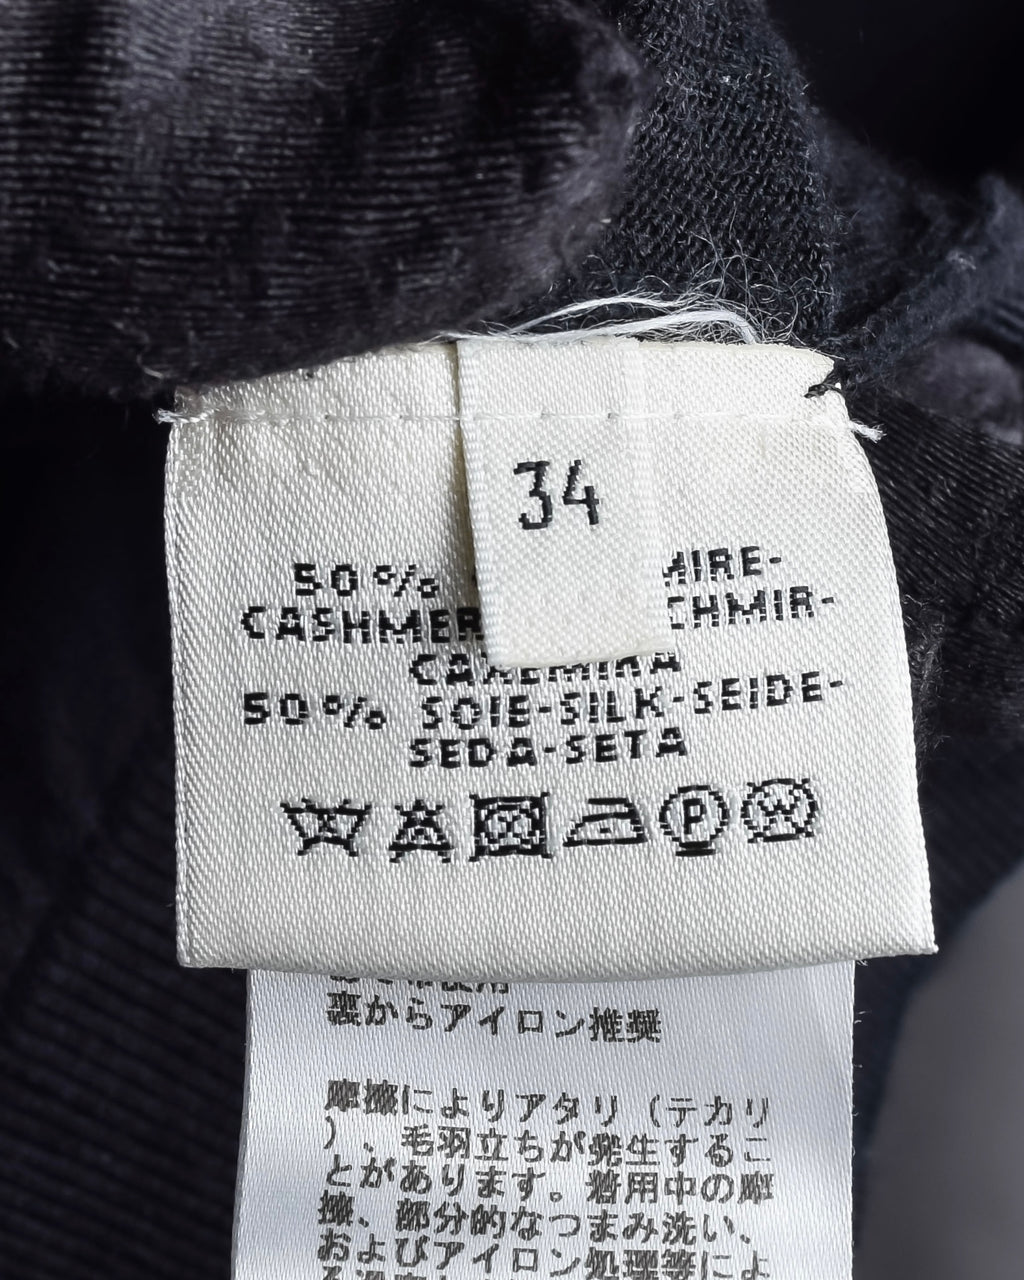 34
50% MIRE-
CASHMER CHMIR-
CAXEMIRA
50% SOIE-SILK-SEIDE-
SEDA-SETA
P
W
裏からアイロン推奨
摩擦によりアタリ（テカリ
）、毛羽立ちが発生するこ
とがあります。着用中の摩
擦、部分的なつまみ洗い、
およびアイロン処理等によ